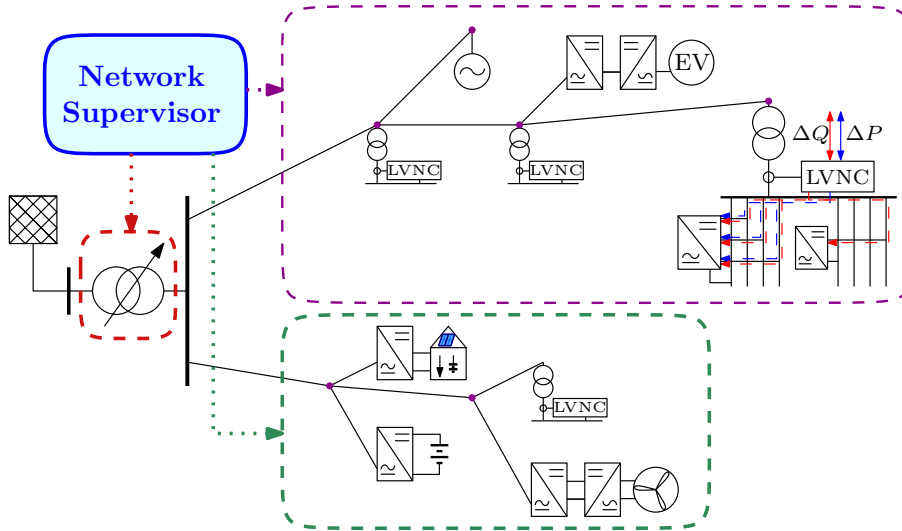 Network
Supervisor
EV
ΔQ
ΔP
LVNC
LVNC
LVNC
LVNC